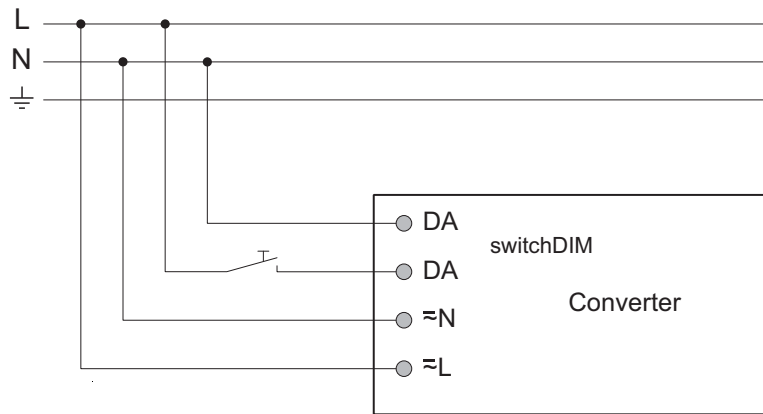 L
N
DA
switchDIM
DA
Converter
≂N
≂L